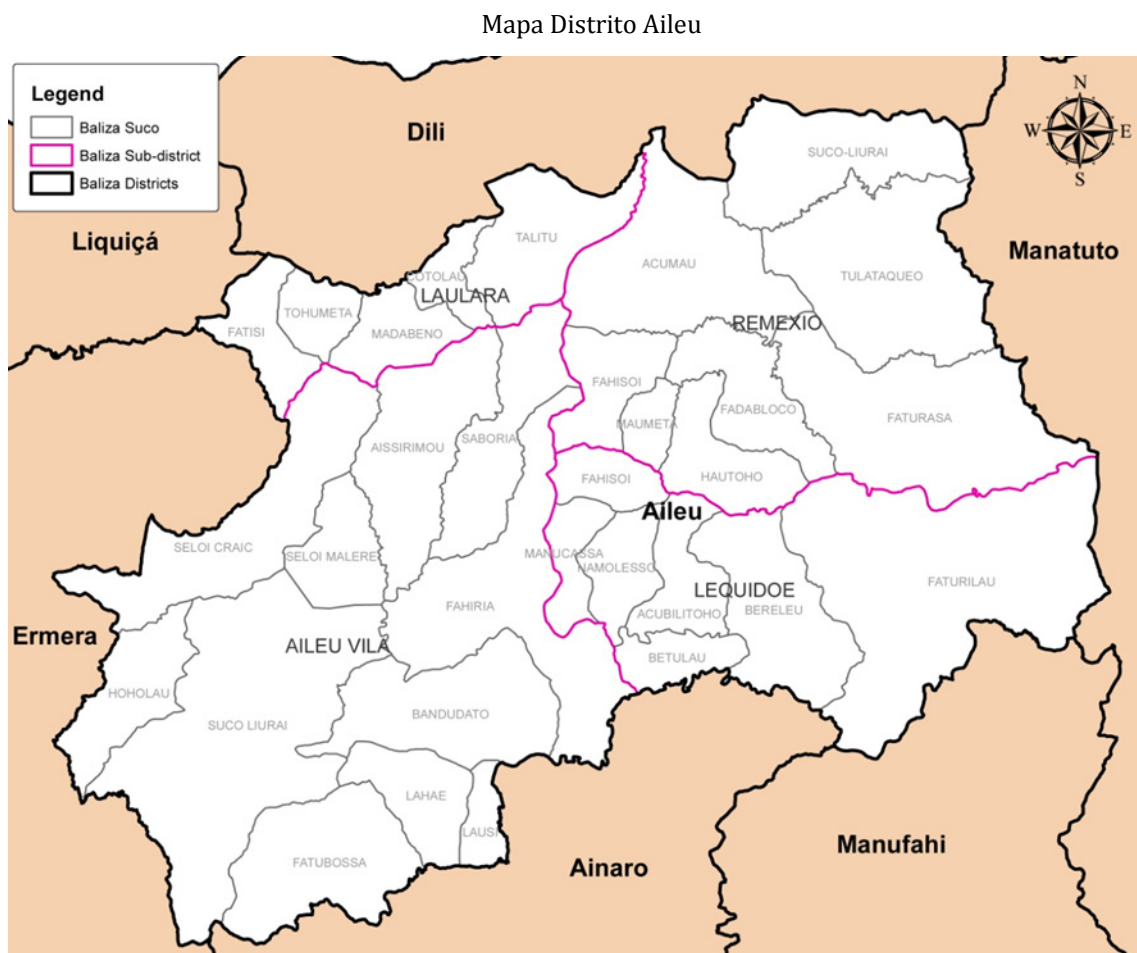 Mapa Distrito Aileu
Legend
Baliza Suco
Baliza Sub-district
Baliza Districts
N
W
E
S
Dili
SUCO-LIURAI
Liquiçá
TALITU
Manatuto
ACUMAU
COTOLAU
TULATAQUEO
LAULARA
TOHUMETA
FATISI
MADABENO
REMEXIO
FAHISOI
FADABLOCO
FATURASA
MAUMETA
AISSIRIMOU
SABORIA
FAHISOI
HAUTOHO
Aileu
SELOI CRAIC
SELOI MALERE
MANUCASSA
HAMOLESSO
FATURILAU
LEQUIDOE
FAHIRIA
ACUBILITOHO
BERELEU
Ermera
AILEU VILA
BETULAU
HOHOLAU
SUCO LIURAI
BANDUDATO
LAHAE
LAUSI
Manufahi
FATUBOSSA
Ainaro